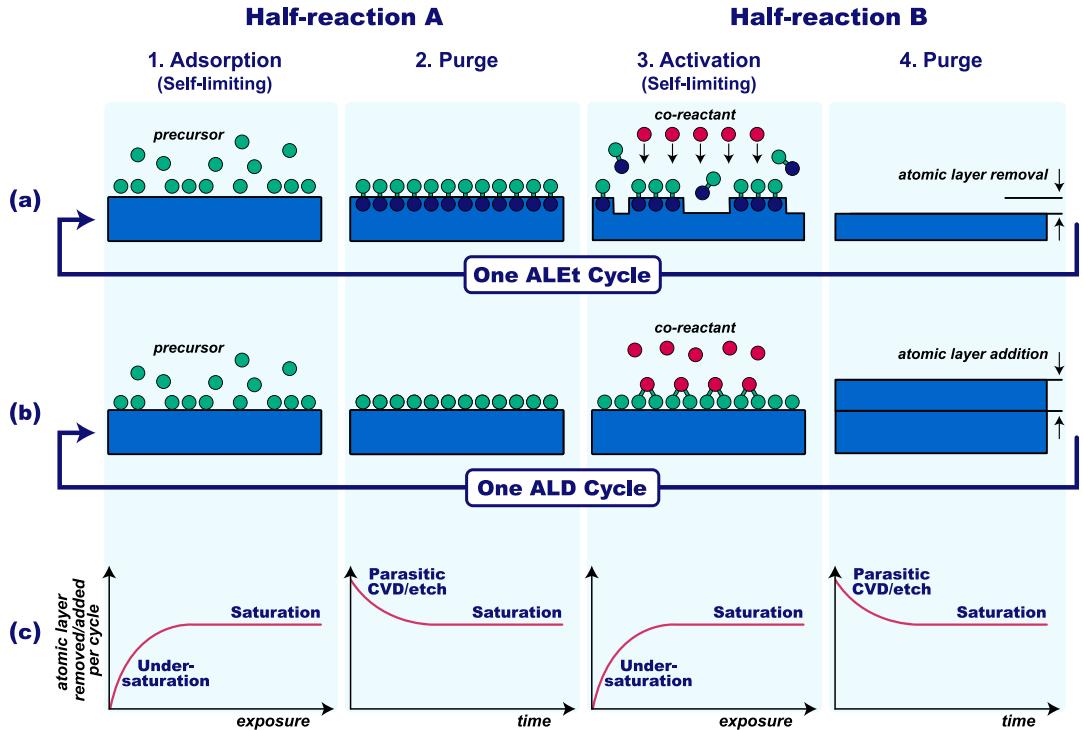 Half-reaction A
Half-reaction B
1. Adsorption
(Self-limiting)
2. Purge
3. Activation
(Self-limiting)
4. Purge
(a)
precursor
co-reactant
atomic layer removal
One ALEt Cycle
(b)
precursor
co-reactant
atomic layer addition
One ALD Cycle
(c)
atomic layer
removed/added
per cycle
Saturation
Under-
saturation
exposure
Parasitic
CVD/etch
Saturation
time
Saturation
Under-
saturation
exposure
Parasitic
CVD/etch
Saturation
time